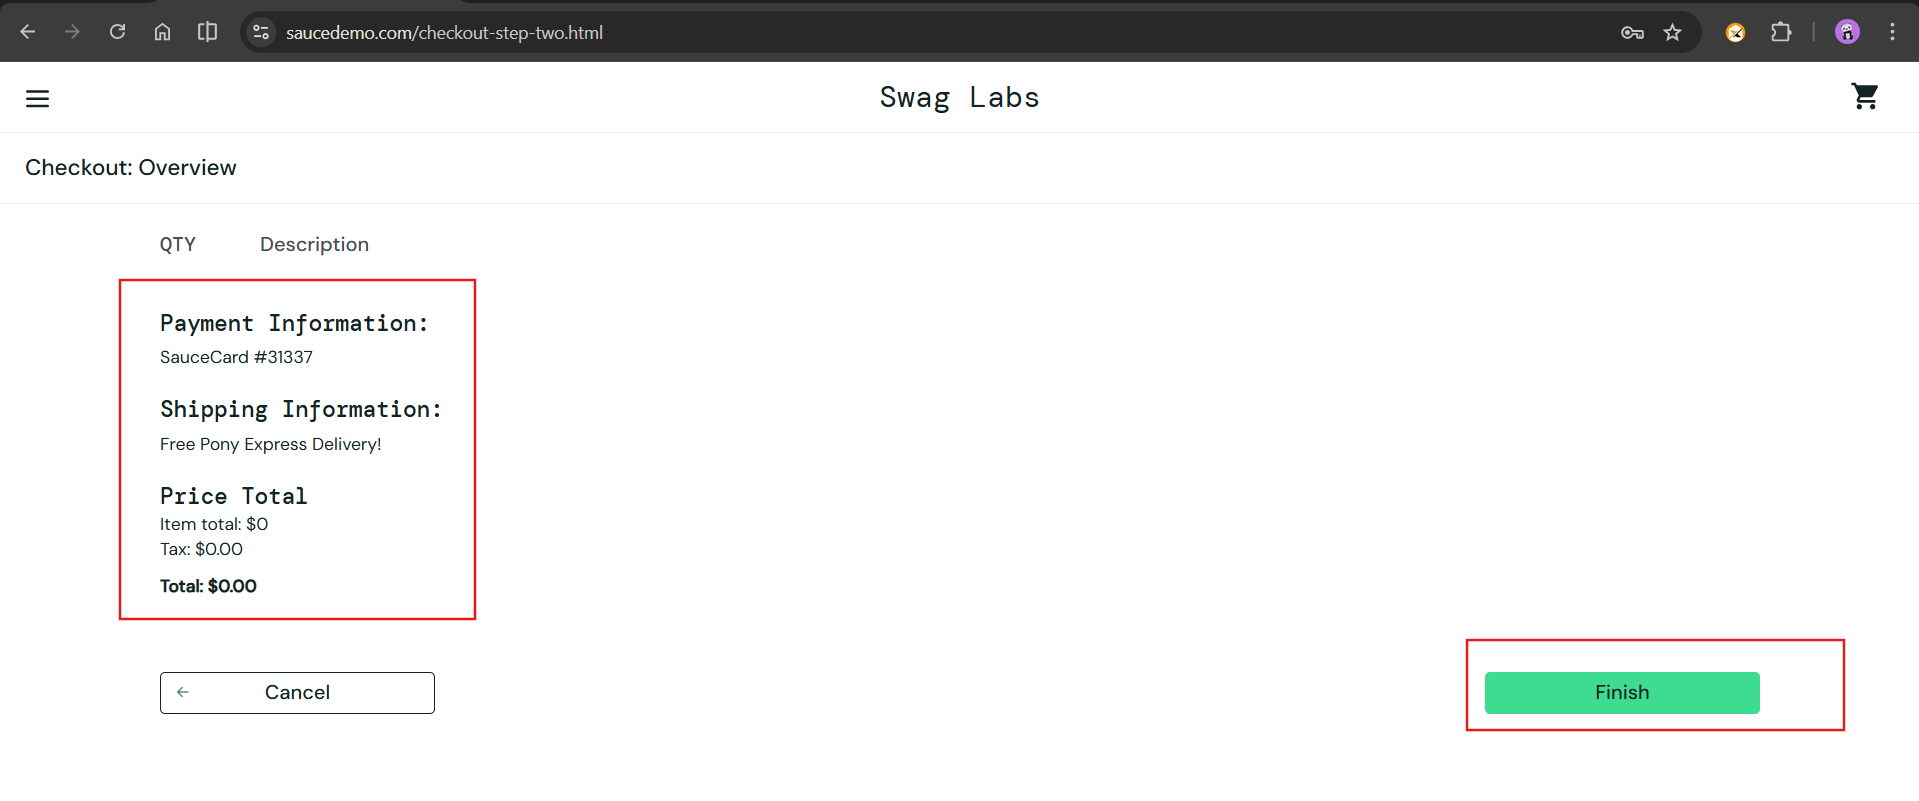 saucedemo.com/checkout-step-two.html
Swag Labs
Checkout: Overview
QTY Description
Payment Information:
SauceCard #31337
Shipping Information:
Free Pony Express Delivery!
Price Total
Item total: $0
Tax: $0.00
Total: $0.00
Cancel Finish